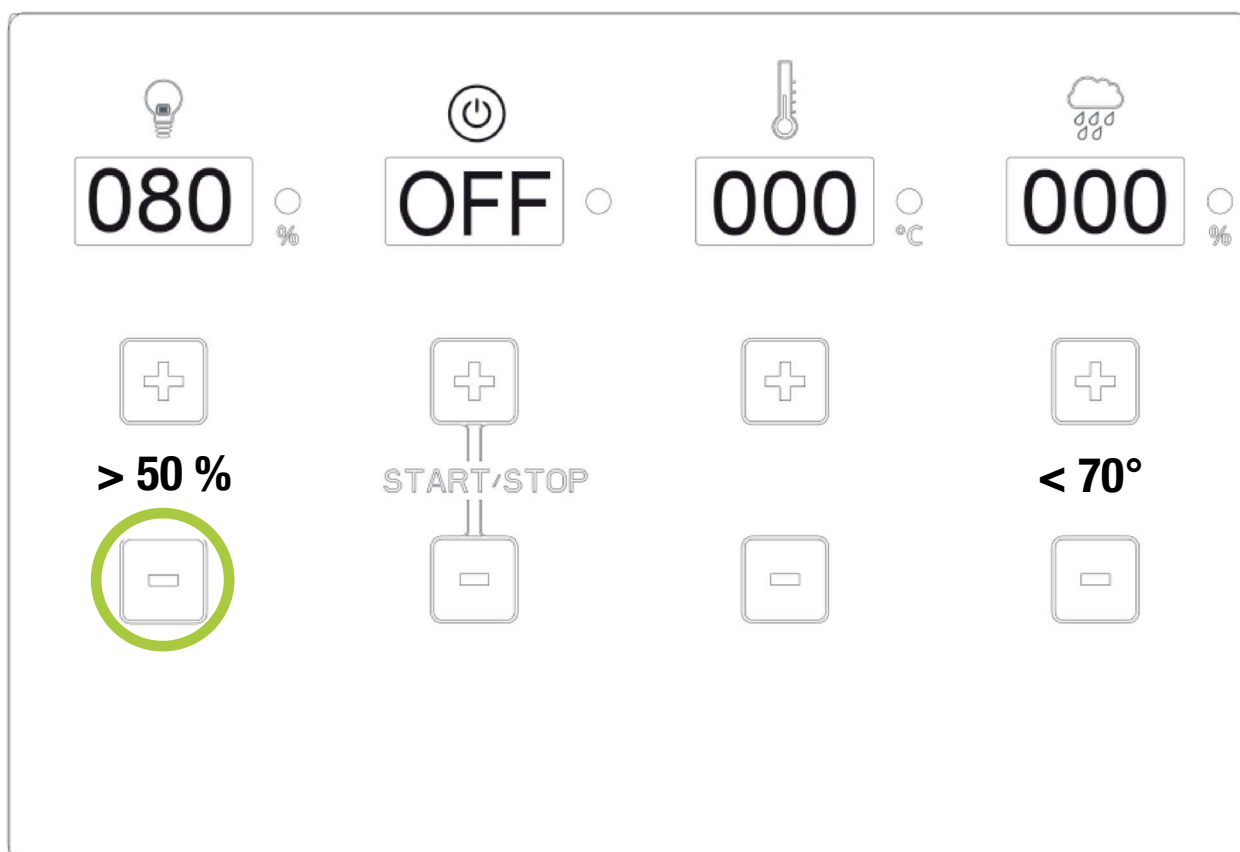 080 % OFF 000 °C 000 %
+ + + +
> 50 % START/STOP < 70°
- - - -